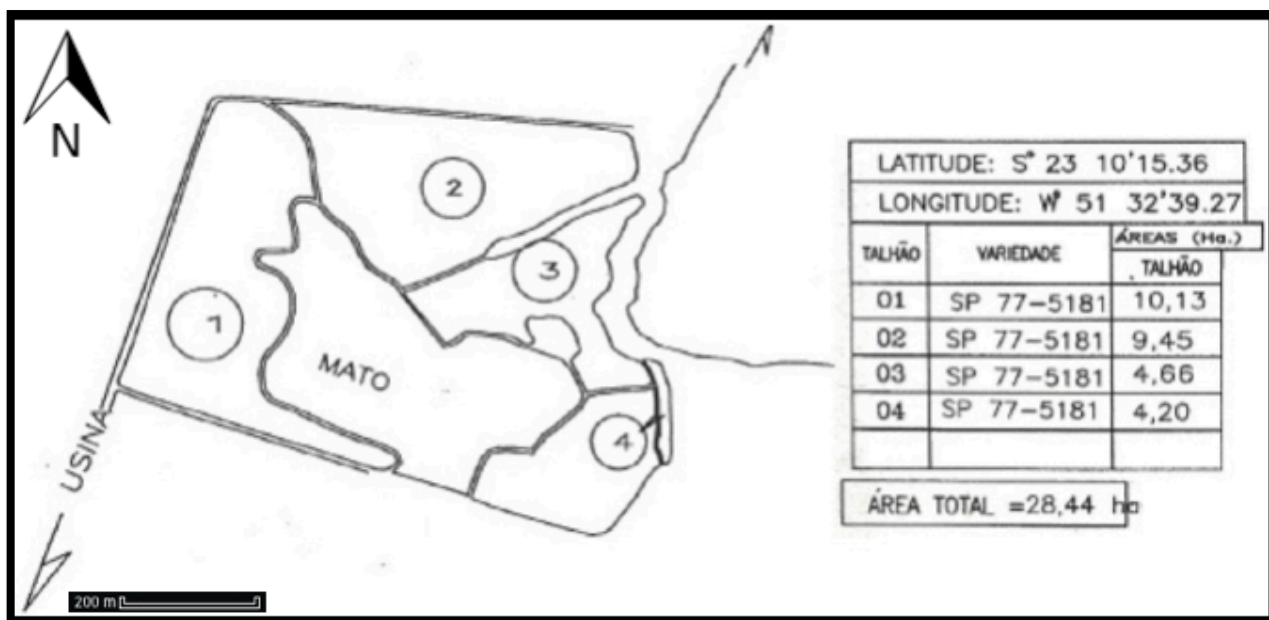 N
2
3
1
MATO
4
USINA
200 m
LATITUDE: S° 23 10'15.36
LONGITUDE: W° 51 32'39.27
TALHÃO VARIEDADE ÁREAS (Ha.)
TALHÃO
01 SP 77-5181 10,13
02 SP 77-5181 9,45
03 SP 77-5181 4,66
04 SP 77-5181 4,20
ÁREA TOTAL =28,44 ha